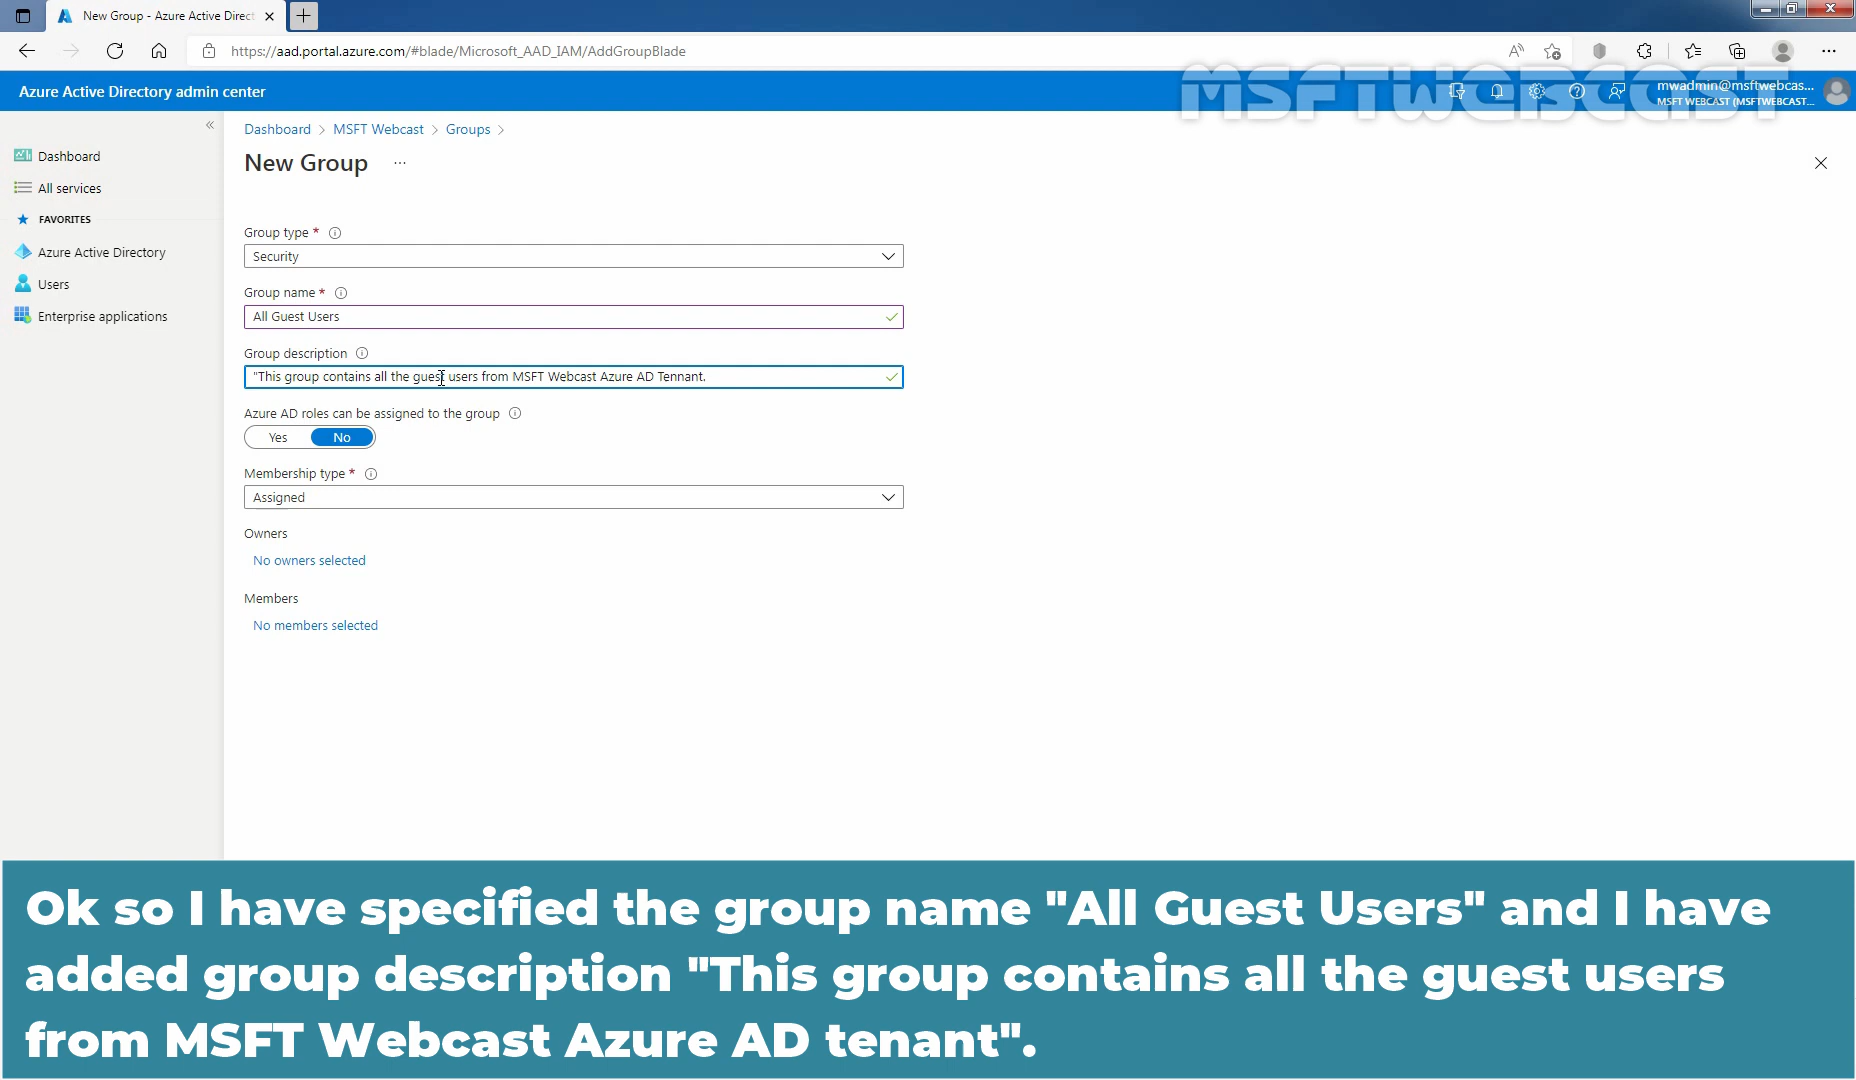 New Group - Azure Active Direct
https://aad.portal.azure.com/#blade/Microsoft_AAD_IAM/AddGroupBlade
MSFTWEBCAST
Azure Active Directory admin center
mwadmin@msftwebcas...
MSFT WEBCAST (MSFTWEBCAST....
Dashboard > MSFT Webcast > Groups >
New Group ...
Dashboard
All services
FAVORITES
Azure Active Directory
Users
Enterprise applications
Group type *
Security
Group name *
All Guest Users
Group description
"This group contains all the guest users from MSFT Webcast Azure AD Tennant.
Azure AD roles can be assigned to the group
Yes No
Membership type *
Assigned
Owners
No owners selected
Members
No members selected
Ok so I have specified the group name "All Guest Users" and I have
added group description "This group contains all the guest users
from MSFT Webcast Azure AD tenant".